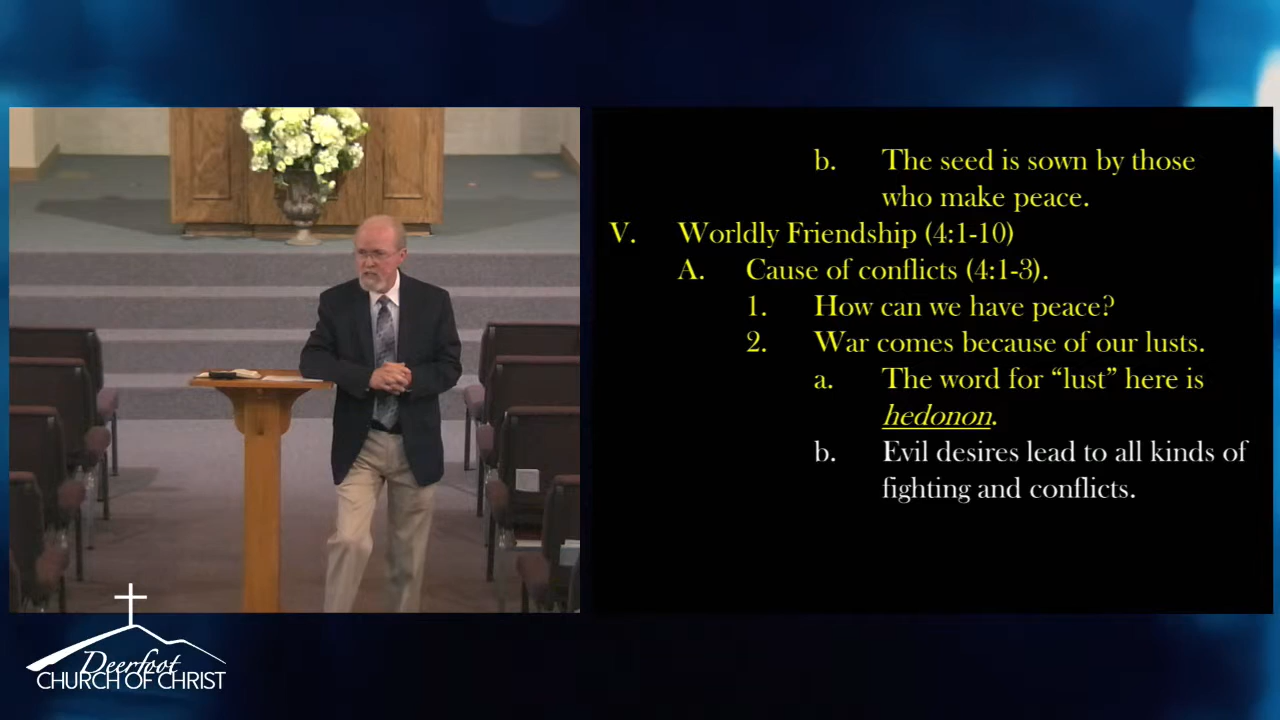 b. The seed is sown by those
who make peace.
V. Worldly Friendship (4:1-10)
A. Cause of conflicts (4:1-3).
1. How can we have peace?
2. War comes because of our lusts.
a. The word for “lust” here is
hedonon.
b. Evil desires lead to all kinds of
fighting and conflicts.
Deerfoot
CHURCH OF CHRIST